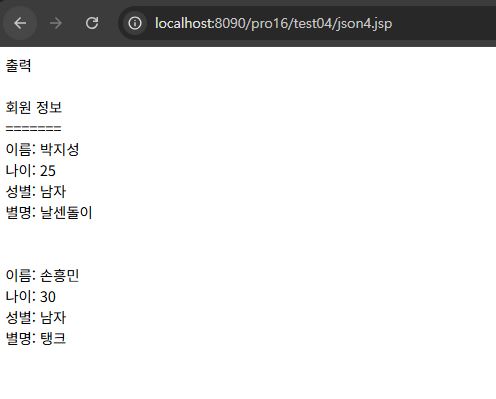 localhost:8090/pro16/test04/json4.jsp
출력
회원 정보
=======
이름: 박지성
나이: 25
성별: 남자
별명: 날센돌이
이름: 손흥민
나이: 30
성별: 남자
별명: 탱크